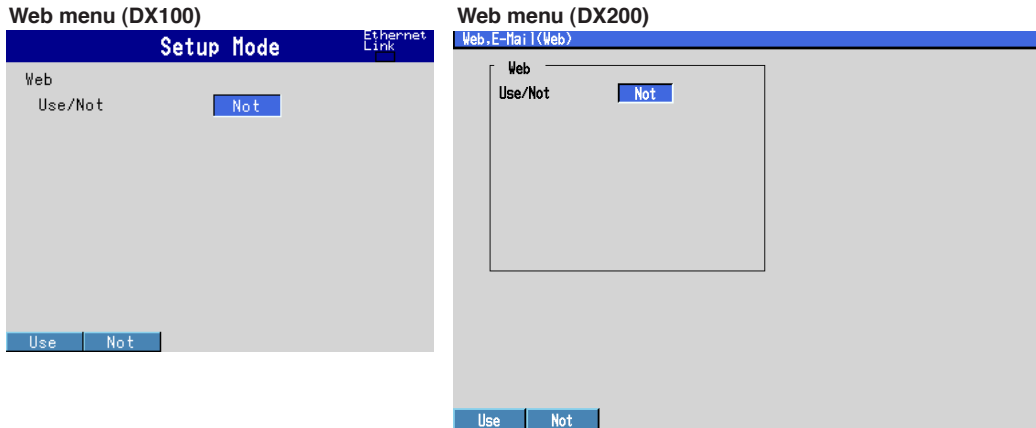 Web menu (DX100)
Setup Mode
Ethernet
Link
Web
Use/Not Not
Use Not
Web menu (DX200)
Web,E-Mail(Web)
Web
Use/Not Not
Use Not